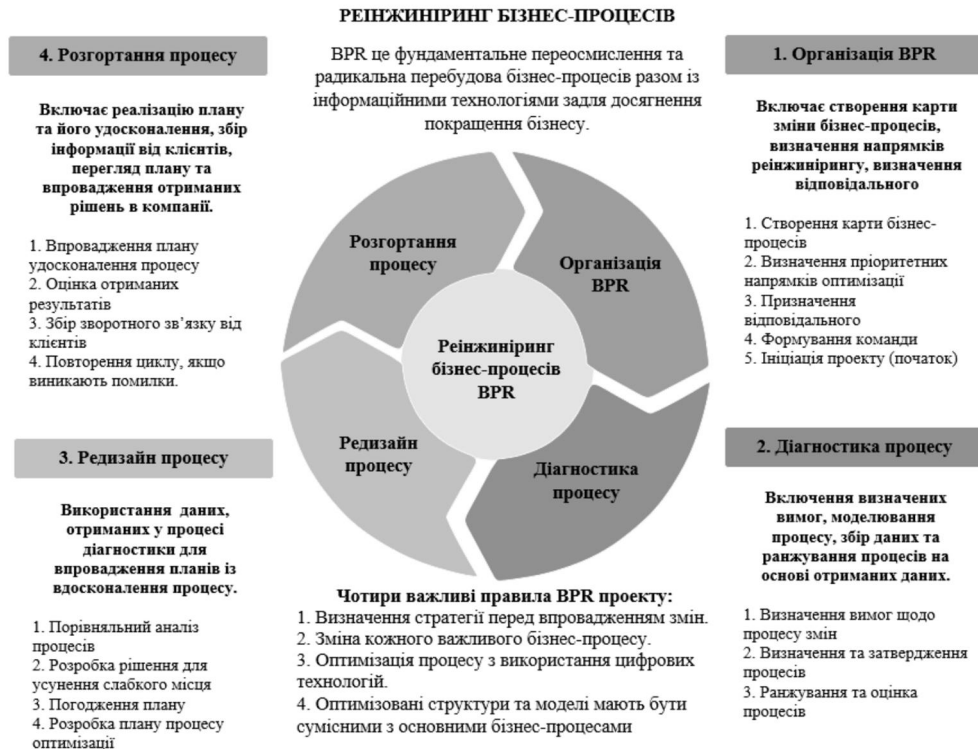 РЕІНЖИНІРИНГ БІЗНЕС-ПРОЦЕСІВ
BPR це фундаментальне переосмислення та
радикальна перебудова бізнес-процесів разом із
інформаційними технологіями задля досягнення
покращення бізнесу.
4. Розгортання процесу
Включає реалізацію плану
та його удосконалення, збір
інформації від клієнтів,
перегляд плану та
впровадження отриманих
рішень в компанії.
1. Впровадження плану
удосконалення процесу
2. Оцінка отриманих
результатів
3. Збір зворотного зв’язку від
клієнтів
4. Повторення циклу, якщо
виникають помилки.
1. Організація BPR
Включає створення карти
зміни бізнес-процесів,
визначення напрямків
реінжинірингу, визначення
відповідального
1. Створення карти бізнес-
процесів
2. Визначення пріоритетних
напрямків оптимізації
3. Призначення
відповідального
4. Формування команди
5. Ініціація проекту (початок)
Розгортання
процесу
Організація
BPR
Реінжиніринг
бізнес-процесів
BPR
Редизайн
процесу
Діагностика
процесу
3. Редизайн процесу
Використання даних,
отриманих у процесі
діагностики для
впровадження планів із
вдосконалення процесу.
1. Порівняльний аналіз
процесів
2. Розробка рішення для
усунення слабкого місця
3. Погодження плану
4. Розробка плану процесу
оптимізації
Чотири важливі правила BPR проекту:
1. Визначення стратегії перед впровадженням змін.
2. Зміна кожного важливого бізнес-процесу.
3. Оптимізація процесу з використання цифрових
технологій.
4. Оптимізовані структури та моделі мають бути
сумісними з основними бізнес-процесами
2. Діагностика процесу
Включення визначених
вимог, моделювання
процесу, збір даних та
ранжування процесів на
основі отриманих даних.
1. Визначення вимог щодо
процесу змін
2. Визначення та затвердження
процесів
3. Ранжування та оцінка
процесів